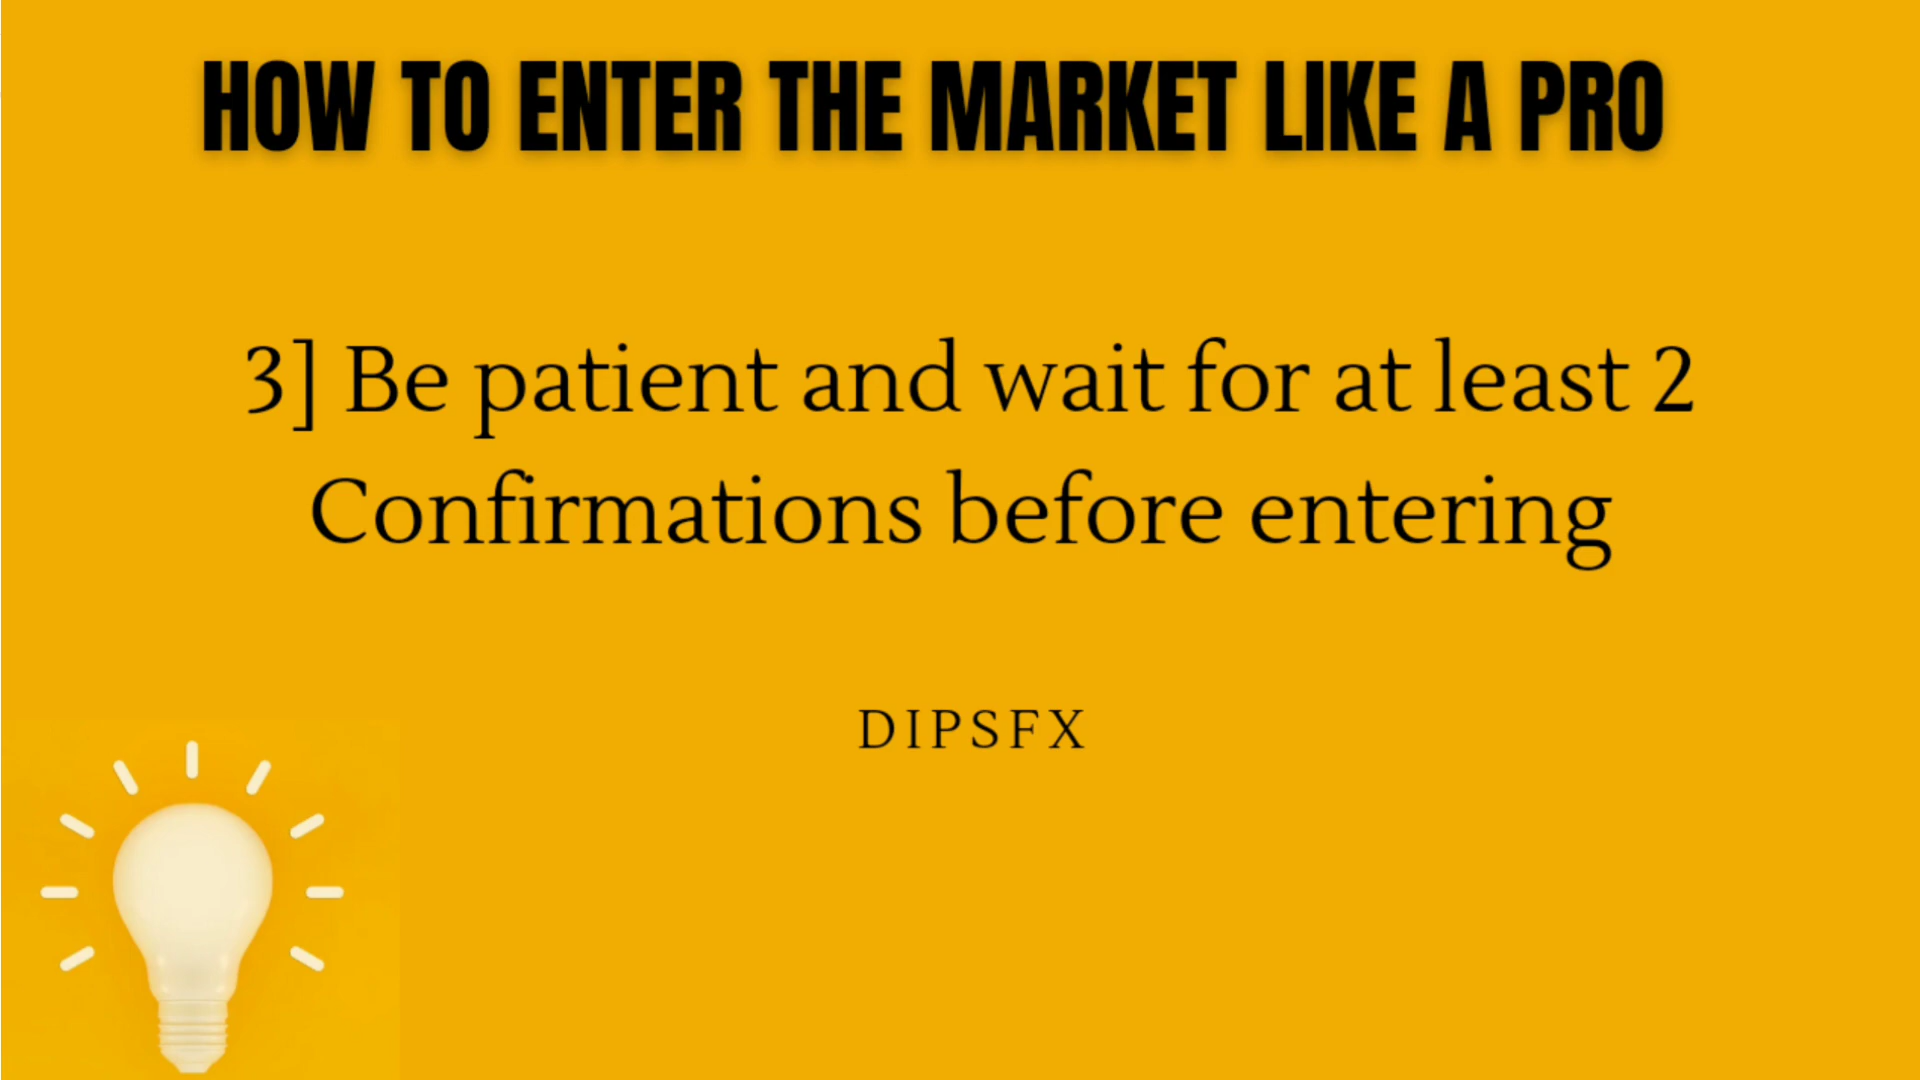 HOW TO ENTER THE MARKET LIKE A PRO
3] Be patient and wait for at least 2
Confirmations before entering
DIPSFX